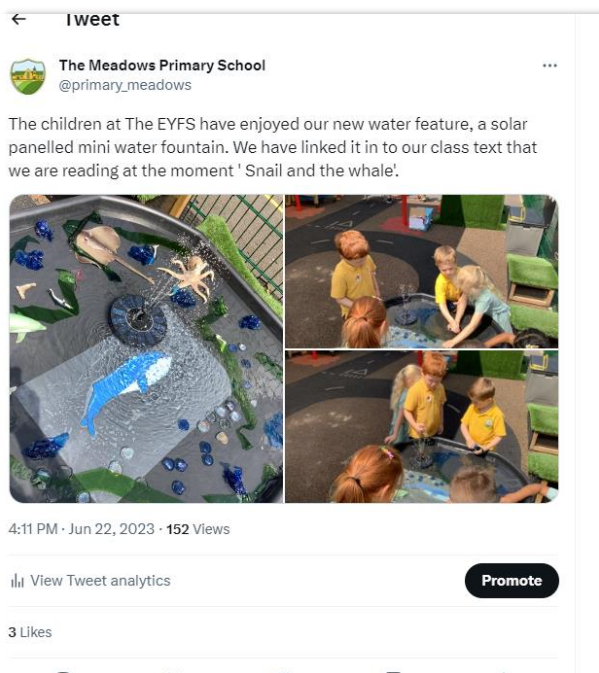 Tweet
The Meadows Primary School
@primary_meadows
The children at The EYFS have enjoyed our new water feature, a solar
panelled mini water fountain. We have linked it in to our class text that
we are reading at the moment ' Snail and the whale'.
4:11 PM · Jun 22, 2023 · 152 Views
View Tweet analytics
Promote
3 Likes